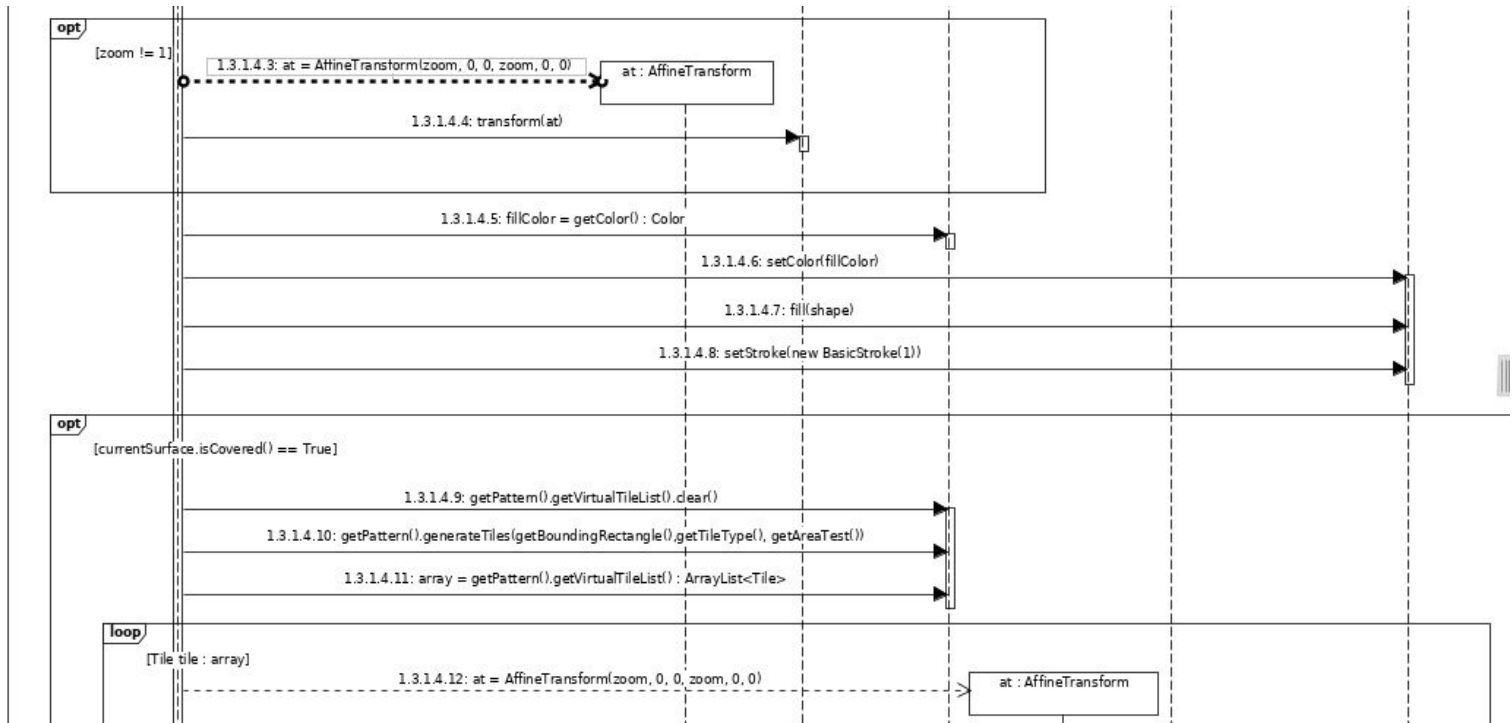 opt
[zoom != 1]
1.3.1.4.3: at = AffineTransform(zoom, 0, 0, zoom, 0, 0)
at : AffineTransform
1.3.1.4.4: transform(at)
1.3.1.4.5: fillColor = getColor() : Color
1.3.1.4.6: setColor(fillColor)
1.3.1.4.7: fill(shape)
1.3.1.4.8: setStroke(new BasicStroke(1))
opt
[currentSurface.isCovered() == True]
1.3.1.4.9: getPattern().getVirtualTileList().clear()
1.3.1.4.10: getPattern().generateTiles(getBoundingRectangle(),getTileType(), getAreaTest())
1.3.1.4.11: array = getPattern().getVirtualTileList() : ArrayList<Tile>
loop
[Tile tile : array]
1.3.1.4.12: at = AffineTransform(zoom, 0, 0, zoom, 0, 0)
at : AffineTransform